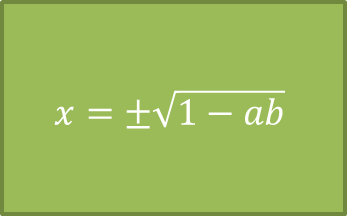 x = ±√(1 − ab)